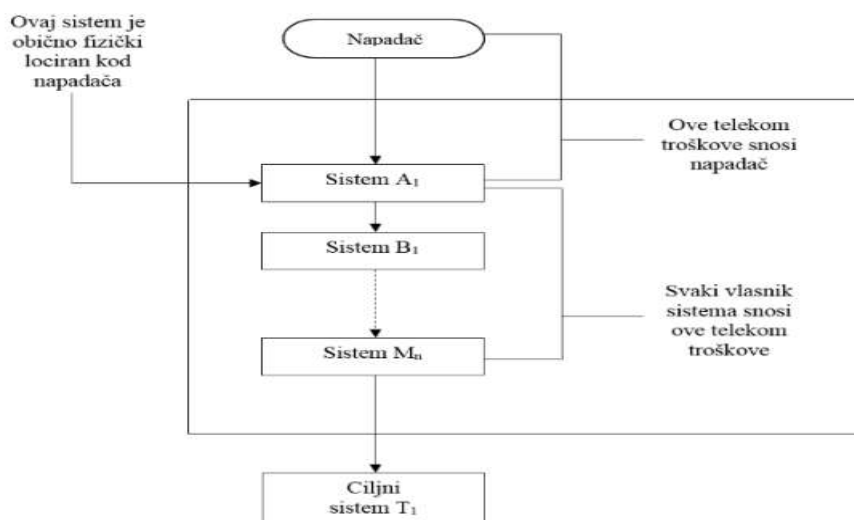 Ovaj sistem je
obično fizički
lociran kod
napadača
Napadač
Ove telekom
troškove snosi
napadač
Sistem A₁
Sistem B₁
Svaki vlasnik
sistema snosi
ove telekom
troškove
Sistem Mₙ
Ciljni
sistem T₁